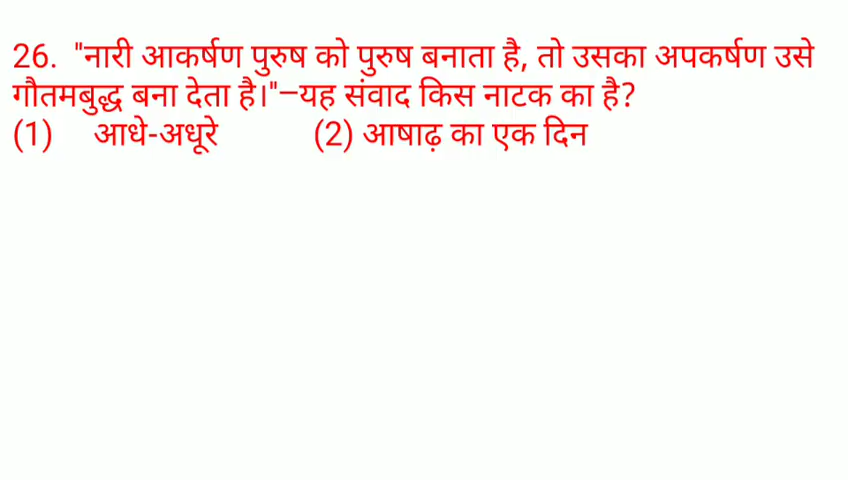 26. "नारी आकर्षण पुरुष को पुरुष बनाता है, तो उसका अपकर्षण उसे
गौतमबुद्ध बना देता है।"–यह संवाद किस नाटक का है?
(1) आधे-अधूरे (2) आषाढ़ का एक दिन